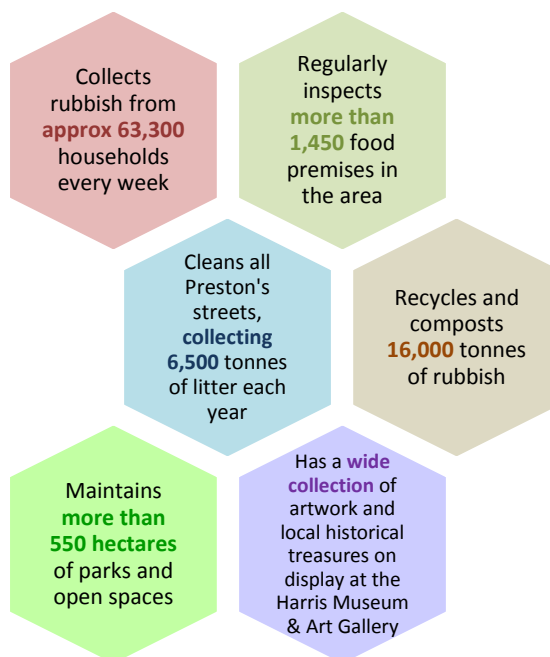 Collects
rubbish from
approx 63,300
households
every week
Regularly
inspects
more than
1,450 food
premises in
the area
Cleans all
Preston's
streets,
collecting
6,500 tonnes
of litter each
year
Recycles and
composts
16,000 tonnes
of rubbish
Maintains
more than
550 hectares
of parks and
open spaces
Has a wide
collection of
artwork and
local historical
treasures on
display at the
Harris Museum
& Art Gallery